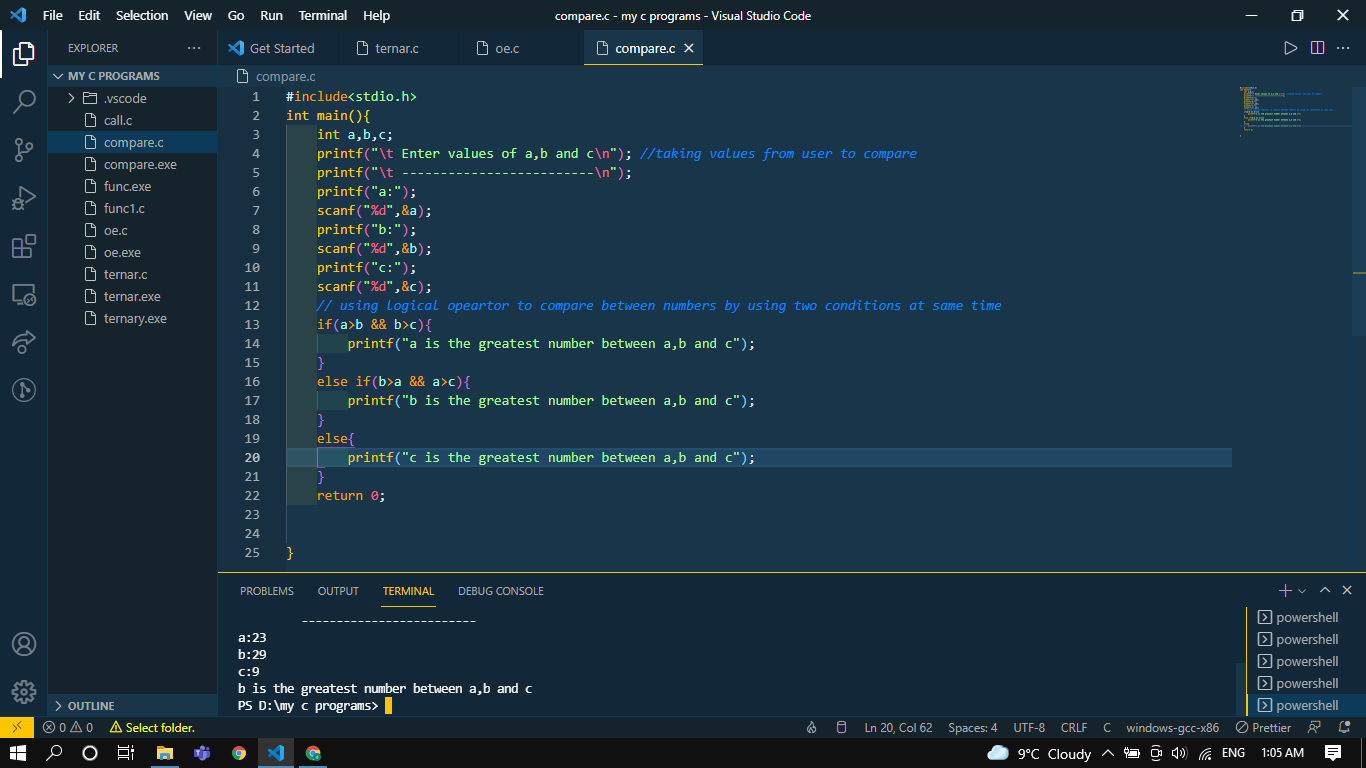 File Edit Selection View Go Run Terminal Help compare.c - my c programs - Visual Studio Code
EXPLORER ···
Get Started ternar.c oe.c compare.c
MY C PROGRAMS
.vscode
call.c
compare.c
compare.exe
func.exe
func1.c
oe.c
oe.exe
ternar.c
ternar.exe
ternary.exe
OUTLINE
compare.c
1 #include<stdio.h>
2 int main(){
3 int a,b,c;
4 printf("\t Enter values of a,b and c\n"); //taking values from user to compare
5 printf("\t -------------------------\n");
6 printf("a:");
7 scanf("%d",&a);
8 printf("b:");
9 scanf("%d",&b);
10 printf("c:");
11 scanf("%d",&c);
12 // using logical opeartor to compare between numbers by using two conditions at same time
13 if(a>b && b>c){
14 printf("a is the greatest number between a,b and c");
15 }
16 else if(b>a && a>c){
17 printf("b is the greatest number between a,b and c");
18 }
19 else{
20 printf("c is the greatest number between a,b and c");
21 }
22 return 0;
23
24
25 }
PROBLEMS OUTPUT TERMINAL DEBUG CONSOLE
-------------------------
a:23
b:29
c:9
b is the greatest number between a,b and c
PS D:\my c programs>
powershell
powershell
powershell
powershell
powershell
0 0 Select folder. Ln 20, Col 62 Spaces: 4 UTF-8 CRLF C windows-gcc-x86 Prettier
9°C Cloudy ENG 1:05 AM